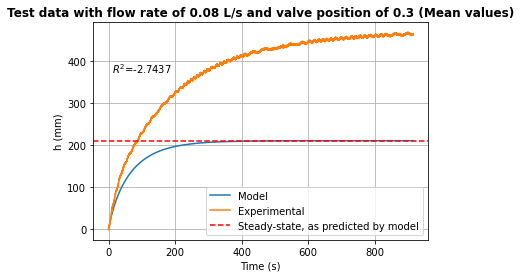 Test data with flow rate of 0.08 L/s and valve position of 0.3 (Mean values)
R²=-2.7437
400
300
200
100
0
h (mm)
Model
Experimental
Steady-state, as predicted by model
0 200 400 600 800
Time (s)